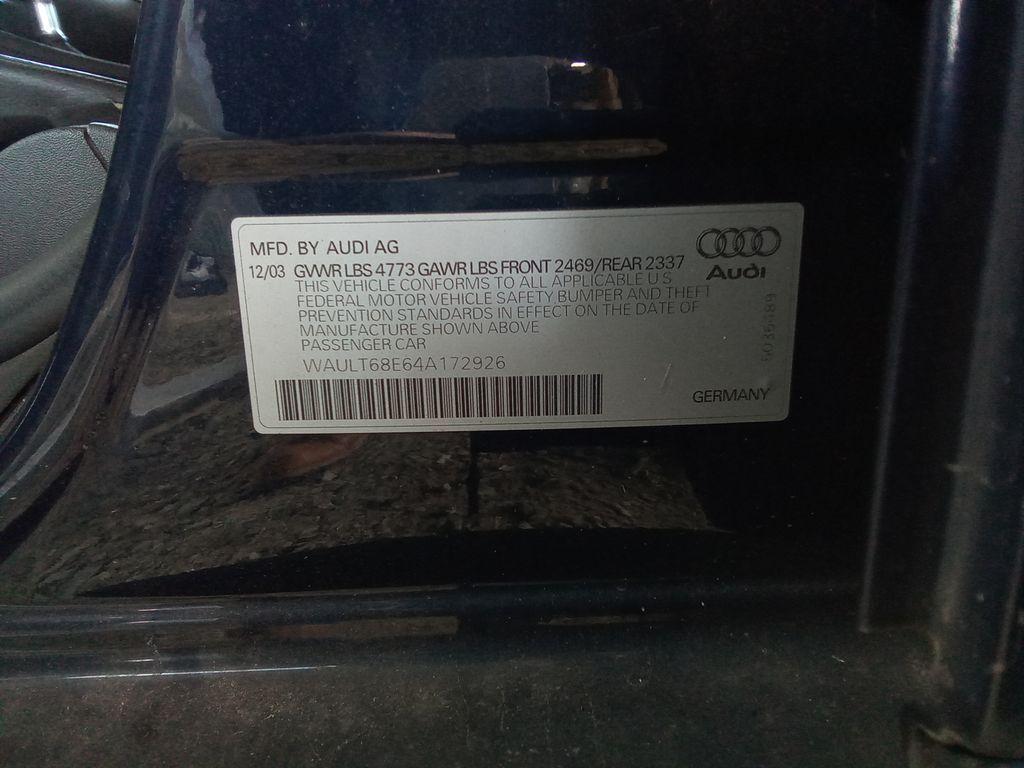 MFD. BY AUDI AG
12/03 GVWR LBS 4773 GAWR LBS FRONT 2469/REAR 2337
THIS VEHICLE CONFORMS TO ALL APPLICABLE U S
FEDERAL MOTOR VEHICLE SAFETY BUMPER AND THEFT
PREVENTION STANDARDS IN EFFECT ON THE DATE OF
MANUFACTURE SHOWN ABOVE
PASSENGER CAR
WAULT68E64A172926
Audi
GERMANY